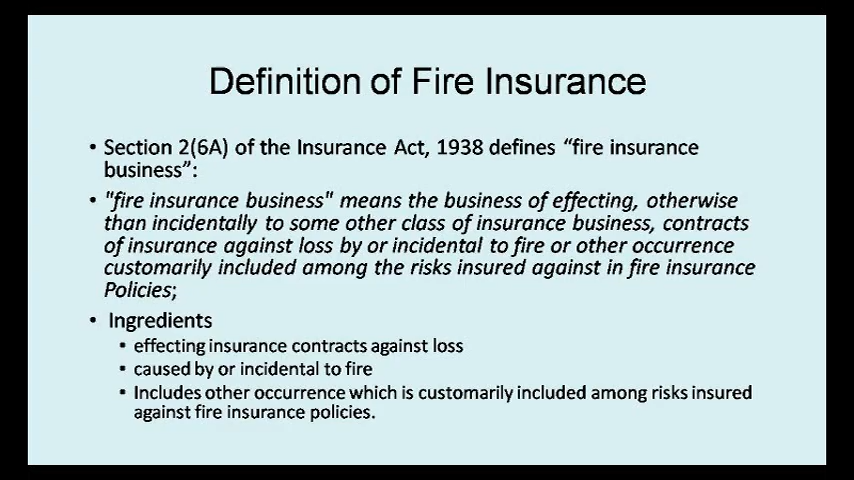 Definition of Fire Insurance
• Section 2(6A) of the Insurance Act, 1938 defines “fire insurance
business”:
• "fire insurance business" means the business of effecting, otherwise
than incidentally to some other class of insurance business, contracts
of insurance against loss by or incidental to fire or other occurrence
customarily included among the risks insured against in fire insurance
Policies;
• Ingredients
• effecting insurance contracts against loss
• caused by or incidental to fire
• Includes other occurrence which is customarily included among risks insured
against fire insurance policies.